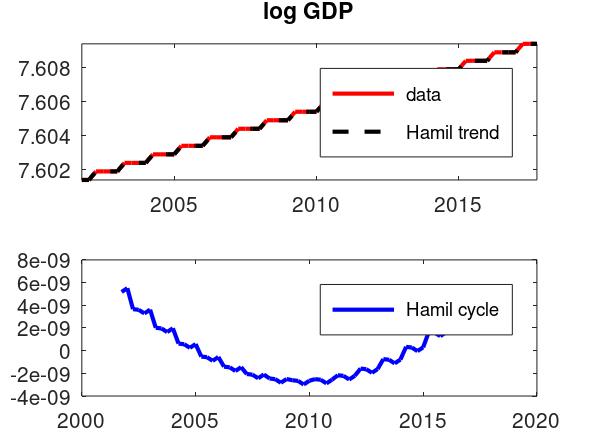 log GDP
7.608
7.606
7.604
7.602
data
Hamil trend
2005 2010 2015
8e-09
6e-09
4e-09
2e-09
0
-2e-09
-4e-09
Hamil cycle
2000 2005 2010 2015 2020